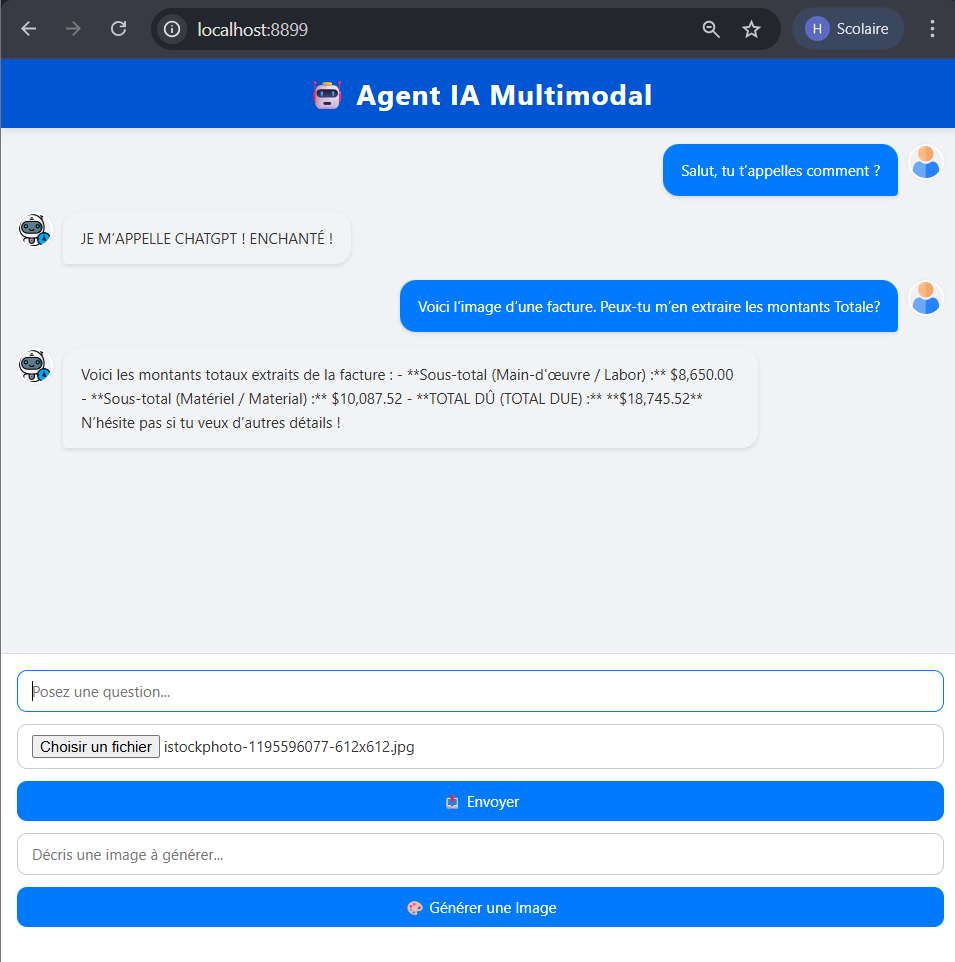 localhost:8899
H Scolaire
Agent IA Multimodal
Salut, tu t'appelles comment ?
JE M'APPELLE CHATGPT ! ENCHANTÉ !
Voici l'image d'une facture. Peux-tu m'en extraire les montants Totale?
Voici les montants totaux extraits de la facture : - **Sous-total (Main-d'œuvre / Labor) :** $8,650.00
- **Sous-total (Matériel / Material) :** $10,087.52 - **TOTAL DÛ (TOTAL DUE) :** **$18,745.52**
N'hésite pas si tu veux d'autres détails !
Posez une question...
Choisir un fichier istockphoto-1195596077-612x612.jpg
Envoyer
Décris une image à générer...
Générer une Image